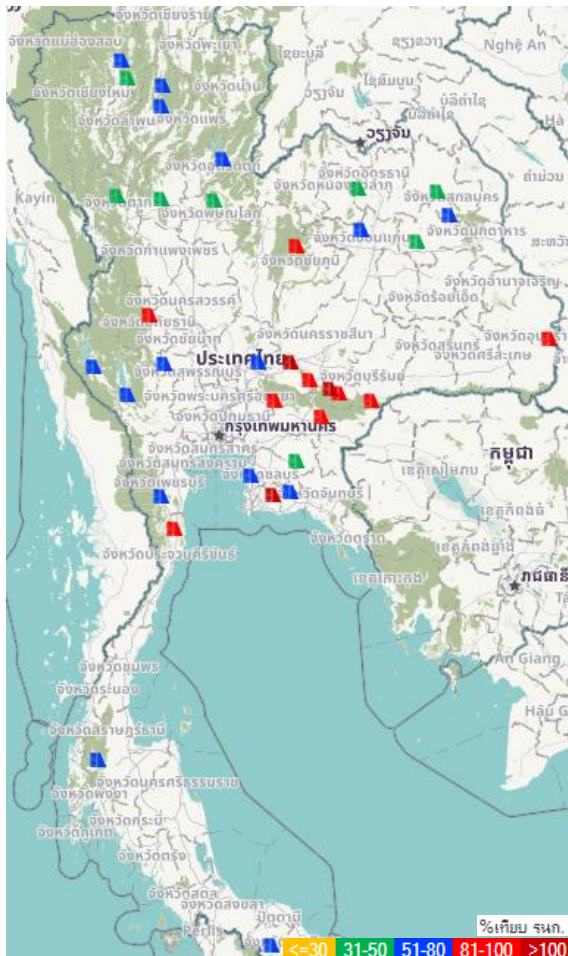 จังหวัดเชียงราย
จังหวัดแม่ฮ่องสอน
จังหวัดพะเยา
ไซยะบูลี
ຊຽງຂວາງ
Nghệ An
จังหวัดน่าน
จังหวัดเชียงใหม่
จังหวัดลำพูน
จังหวัดแพร่
ວຽງຈັນ
จังหวัดอุตรดิตถ์
จังหวัดอุดรธานี
Kayin
จังหวัดตาก
จังหวัดพิษณุโลก
จังหวัดหนองบัวลำภู
จังหวัดสกลนคร
จังหวัดมุกดาหาร
จังหวัดกำแพงเพชร
จังหวัดขอนแก่น
จังหวัดชัยภูมิ
จังหวัดอำนาจเจริญ
จังหวัดร้อยเอ็ด
จังหวัดนครสวรรค์
จังหวัดนครราชสีมา
จังหวัดสุรินทร์
จังหวัดศรีสะเกษ
จังหวัดชัยนาท
ประเทศไทย
จังหวัดสุพรรณบุรี
จังหวัดบุรีรัมย์
จังหวัดพระนครศรีอยุธยา
จังหวัดปทุมธานี
กรุงเทพมหานคร
កម្ពុជា
จังหวัดสมุทรสาคร
จังหวัดสมุทรสงคราม
จังหวัดเพชรบุรี
จังหวัดจันทบุรี
จังหวัดประจวบคีรีขันธ์
จังหวัดตราด
An Giang
จังหวัดชุมพร
จังหวัดระนอง
จังหวัดสุราษฎร์ธานี
จังหวัดนครศรีธรรมราช
จังหวัดพังงา
จังหวัดกระบี่
จังหวัดภูเก็ต
จังหวัดตรัง
จังหวัดสตูล
จังหวัดสงขลา
ปัตตานี
Perlis
%เทียบ รนก.
<=30 31-50 51-80 81-100 >100